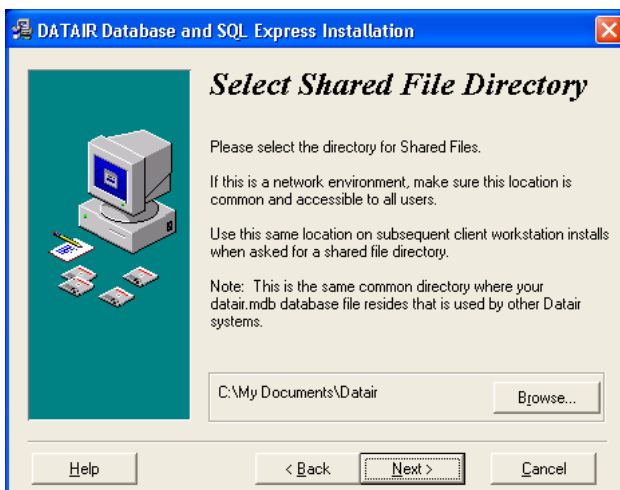 DATAIR Database and SQL Express Installation
Select Shared File Directory
Please select the directory for Shared Files.
If this is a network environment, make sure this location is
common and accessible to all users.
Use this same location on subsequent client workstation installs
when asked for a shared file directory.
Note:  This is the same common directory where your
datair.mdb database file resides that is used by other Datair
systems.
C:\My Documents\Datair
Browse...
Help
< Back
Next >
Cancel